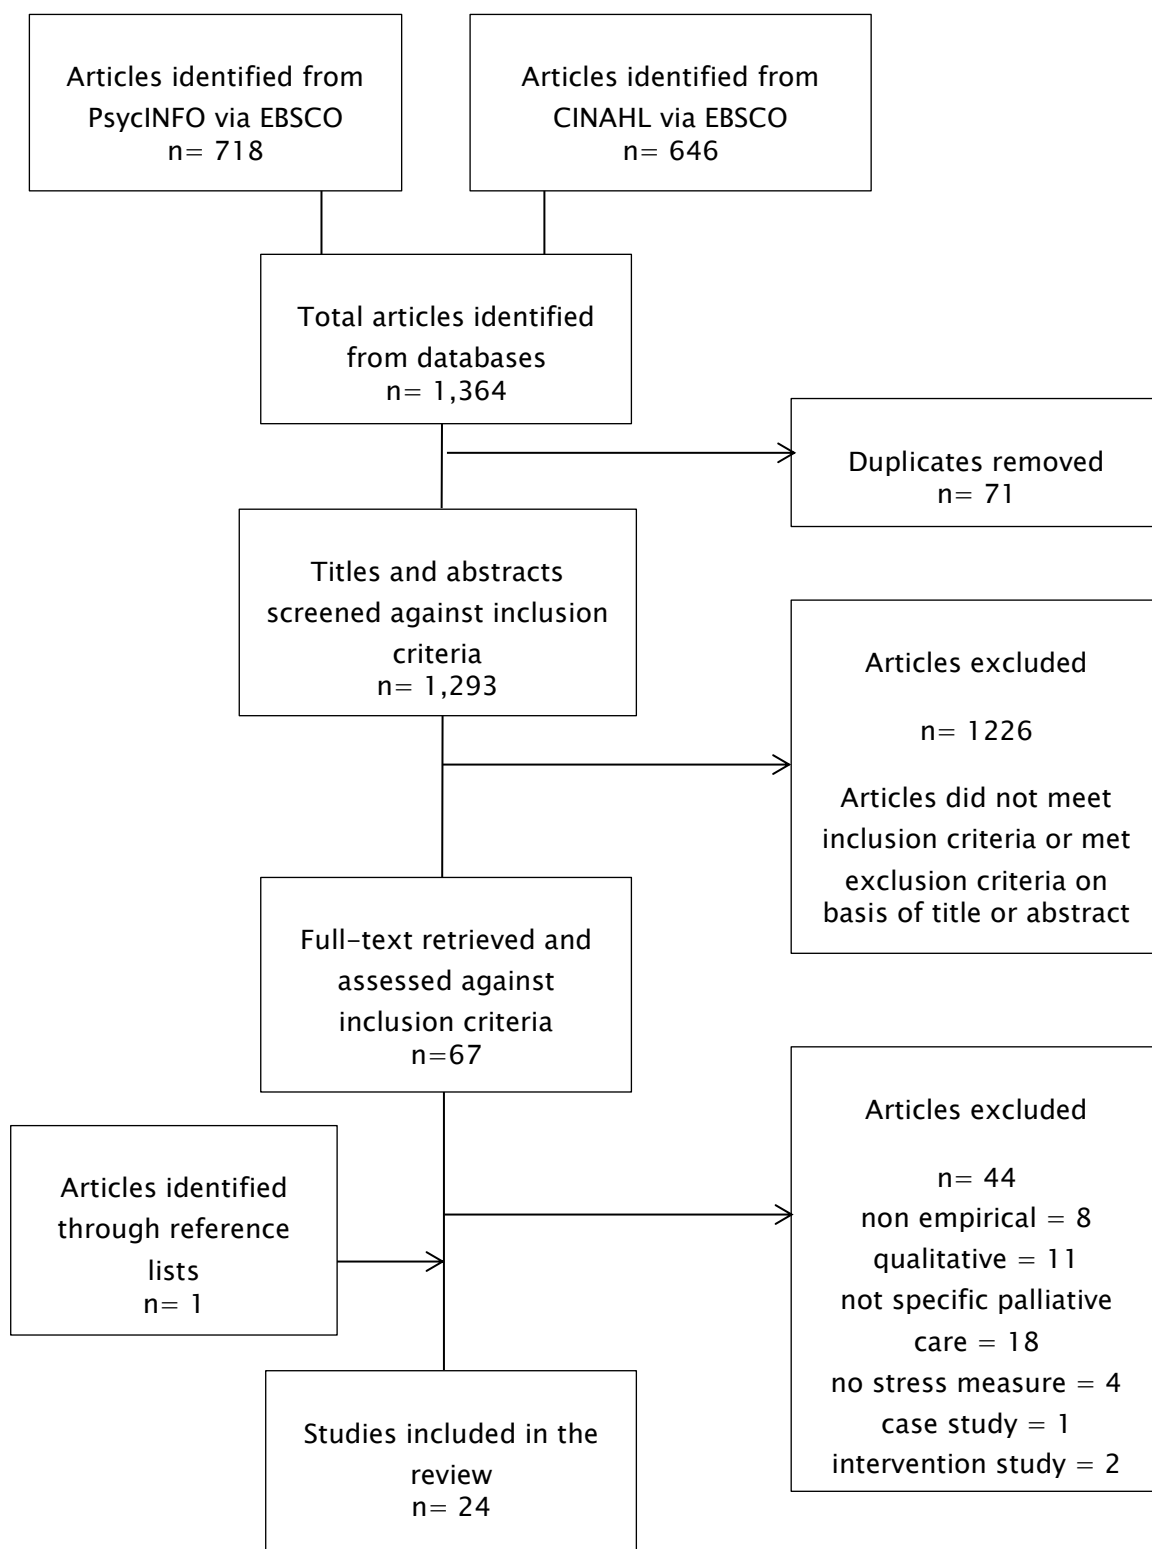 Articles identified from
PsycINFO via EBSCO
n= 718
Articles identified from
CINAHL via EBSCO
n= 646
Total articles identified
from databases
n= 1,364
Duplicates removed
n= 71
Titles and abstracts
screened against inclusion
criteria
n= 1,293
Articles excluded
n= 1226
Articles did not meet
inclusion criteria or met
exclusion criteria on
basis of title or abstract
Full-text retrieved and
assessed against
inclusion criteria
n=67
Articles identified
through reference
lists
n= 1
Articles excluded
n= 44
non empirical = 8
qualitative = 11
not specific palliative
care = 18
no stress measure = 4
case study = 1
intervention study = 2
Studies included in the
review
n= 24